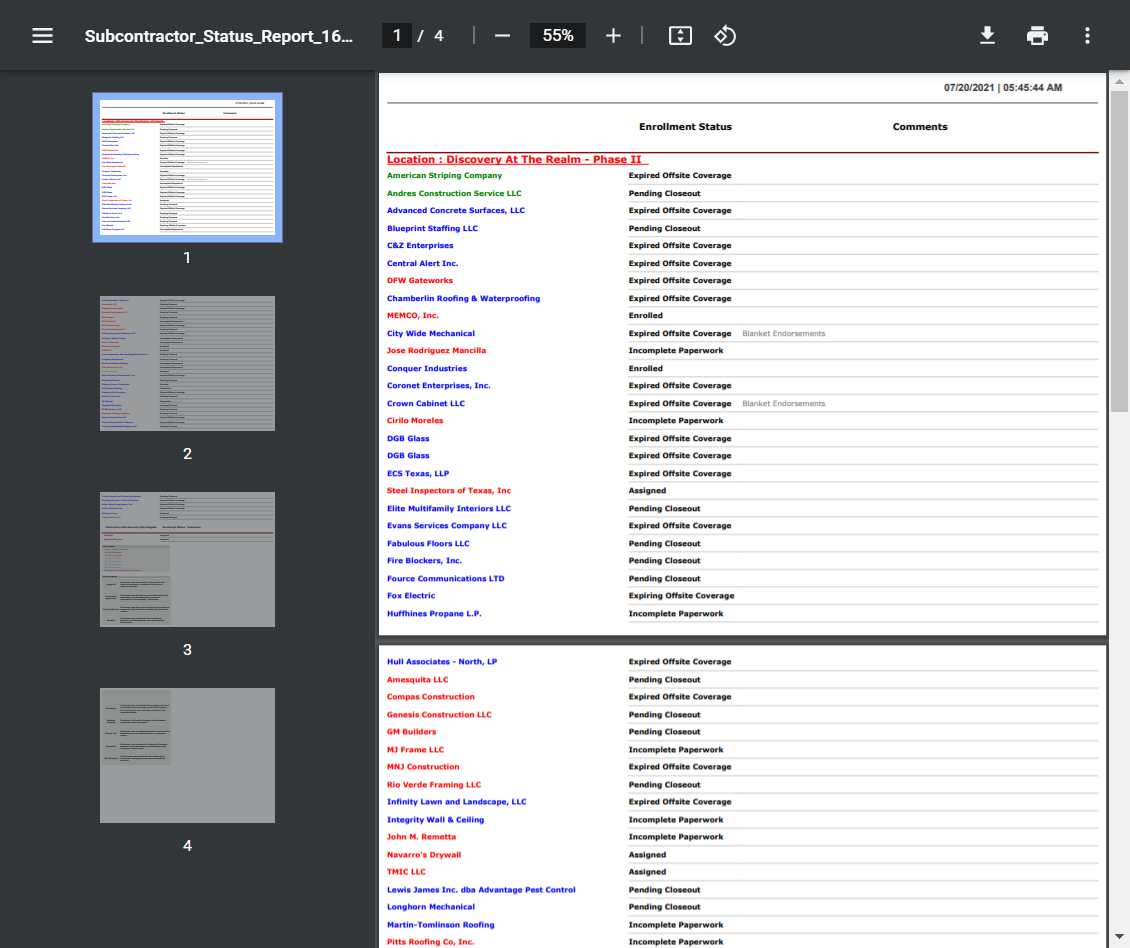 Subcontractor_Status_Report_16...
1 / 4
55%
07/20/2021 | 05:45:44 AM
Enrollment Status Comments
Location : Discovery At The Realm - Phase II
American Striping Company Expired Offsite Coverage
Andres Construction Service LLC Pending Closeout
Advanced Concrete Surfaces, LLC Expired Offsite Coverage
Blueprint Staffing LLC Pending Closeout
C&Z Enterprises Expired Offsite Coverage
Central Alert Inc. Expired Offsite Coverage
DFW Gateworks Expired Offsite Coverage
Chamberlin Roofing & Waterproofing Expired Offsite Coverage
MEMCO, Inc. Enrolled
City Wide Mechanical Expired Offsite Coverage Blanket Endorsements
Jose Rodriguez Mancilla Incomplete Paperwork
Conquer Industries Enrolled
Coronet Enterprises, Inc. Expired Offsite Coverage
Crown Cabinet LLC Expired Offsite Coverage Blanket Endorsements
Cirilo Moreles Incomplete Paperwork
DGB Glass Expired Offsite Coverage
DGB Glass Expired Offsite Coverage
ECS Texas, LLP Expired Offsite Coverage
Steel Inspectors of Texas, Inc Assigned
Elite Multifamily Interiors LLC Pending Closeout
Evans Services Company LLC Expired Offsite Coverage
Fabulous Floors LLC Pending Closeout
Fire Blockers, Inc. Pending Closeout
Fource Communications LTD Pending Closeout
Fox Electric Expiring Offsite Coverage
Huffhines Propane L.P. Incomplete Paperwork
Hull Associates - North, LP Expired Offsite Coverage
Amesquita LLC Pending Closeout
Compas Construction Expired Offsite Coverage
Genesis Construction LLC Pending Closeout
GM Builders Pending Closeout
MJ Frame LLC Incomplete Paperwork
MNJ Construction Expired Offsite Coverage
Rio Verde Framing LLC Pending Closeout
Infinity Lawn and Landscape, LLC Expired Offsite Coverage
Integrity Wall & Ceiling Incomplete Paperwork
John M. Remetta Incomplete Paperwork
Navarro's Drywall Assigned
TMIC LLC Assigned
Lewis James Inc. dba Advantage Pest Control Pending Closeout
Longhorn Mechanical Pending Closeout
Martin-Tomlinson Roofing Incomplete Paperwork
Pitts Roofing Co, Inc. Incomplete Paperwork
1
2
3
4